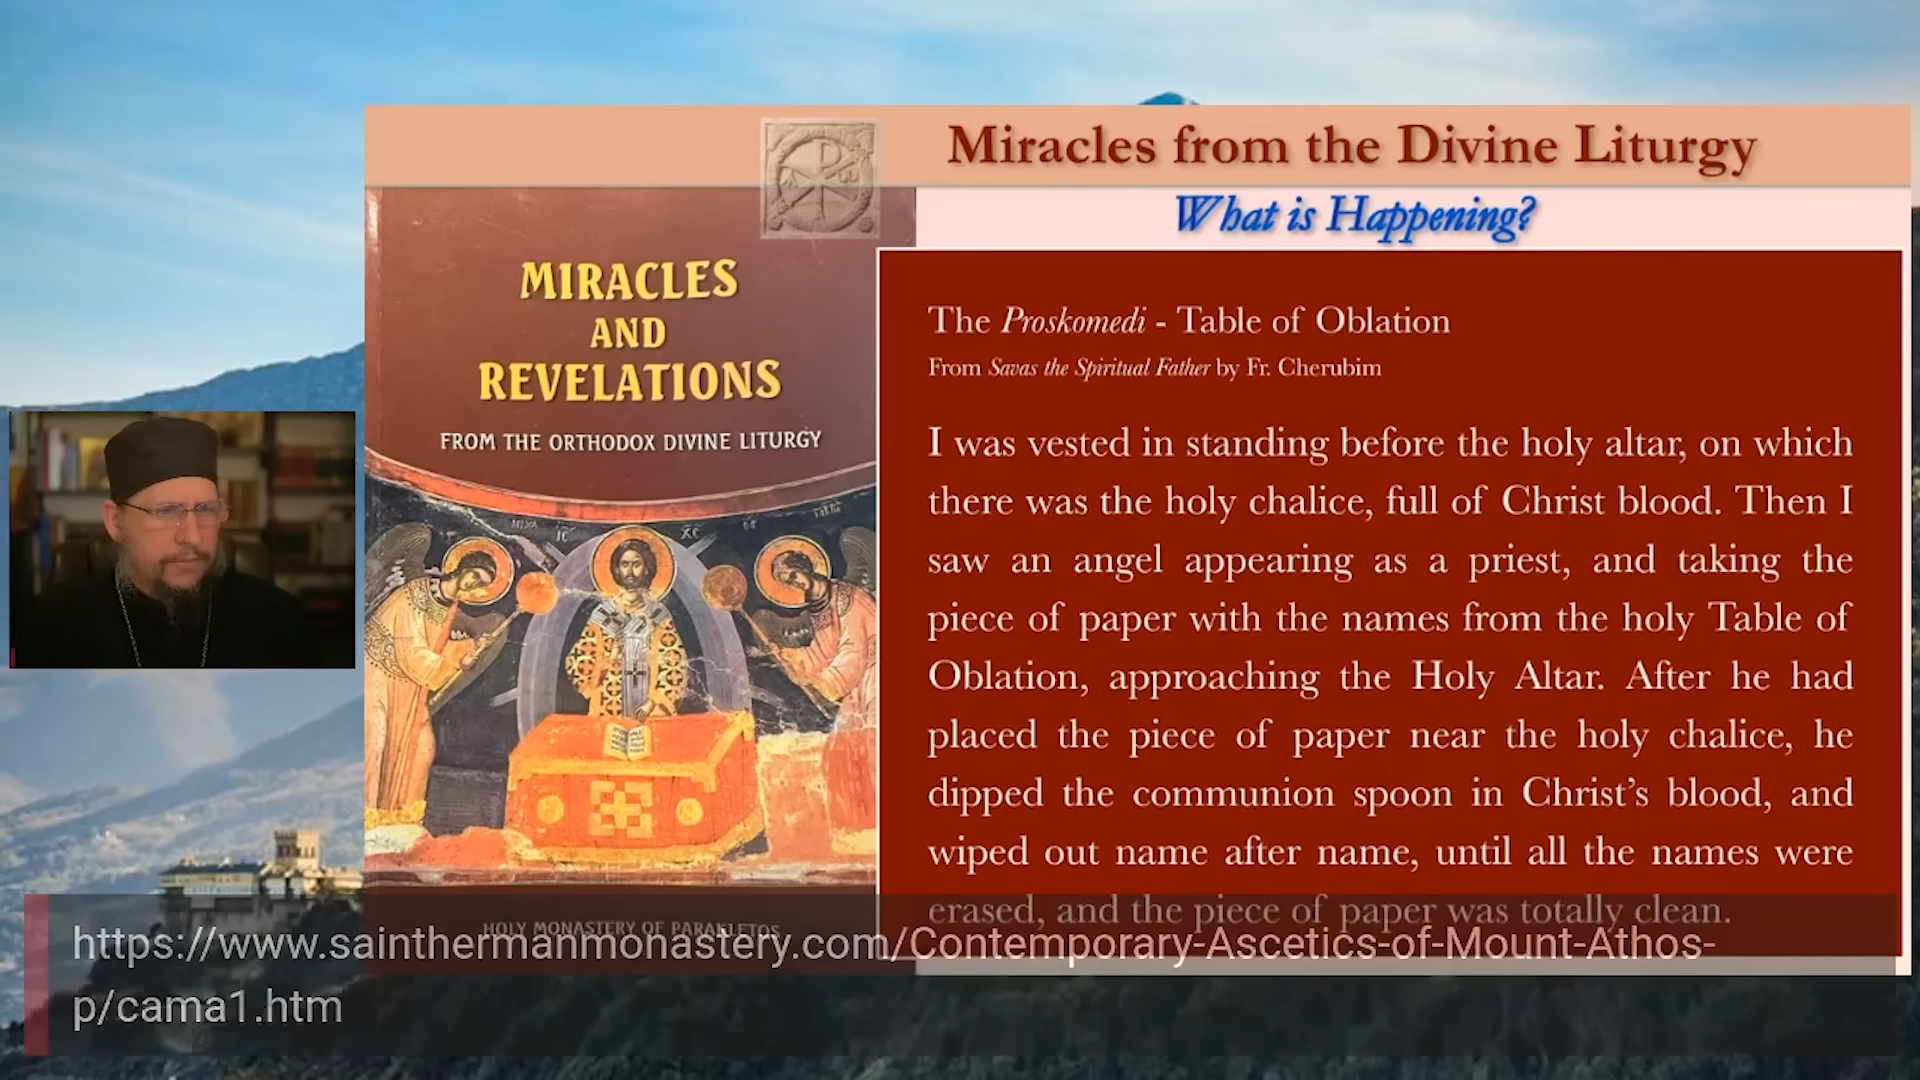 Miracles from the Divine Liturgy
What is Happening?
MIRACLES
AND
REVELATIONS
FROM THE ORTHODOX DIVINE LITURGY
HOLY MONASTERY OF PARAKLETOS
The Proskomedi - Table of Oblation
From Savas the Spiritual Father by Fr. Cherubim
I was vested in standing before the holy altar, on which
there was the holy chalice, full of Christ blood. Then I
saw an angel appearing as a priest, and taking the
piece of paper with the names from the holy Table of
Oblation, approaching the Holy Altar. After he had
placed the piece of paper near the holy chalice, he
dipped the communion spoon in Christ’s blood, and
wiped out name after name, until all the names were
erased, and the piece of paper was totally clean.
https://www.sainthermanmonastery.com/Contemporary-Ascetics-of-Mount-Athos-
p/cama1.htm